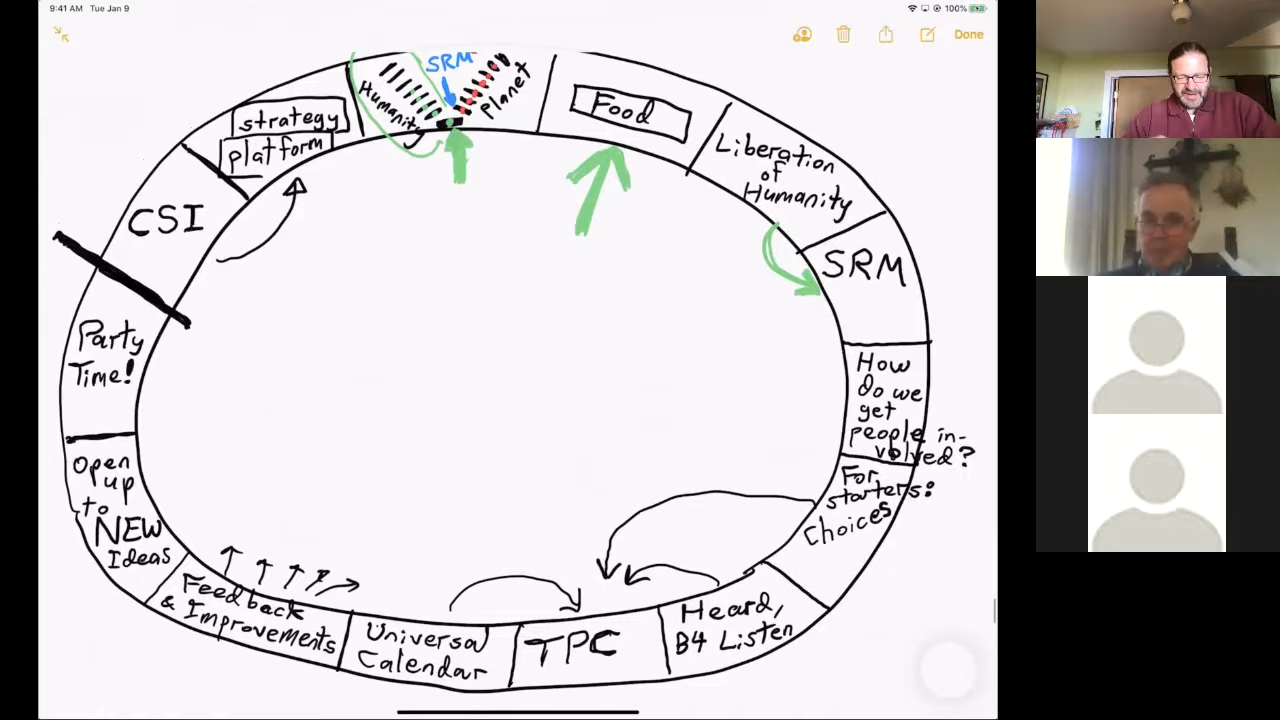 9:41 AM Tue Jan 9
100%
Done
strategy
platform
Humanity
SRM
Planet
Food
Liberation
of
Humanity
CSI
SRM
Party
Time!
How
do we
get
people in-
volved?
Open
up
to
NEW
Ideas
For
starters:
Choices
Feedback
& Improvements
Universal
Calendar
TPC
Heard,
B4 Listen